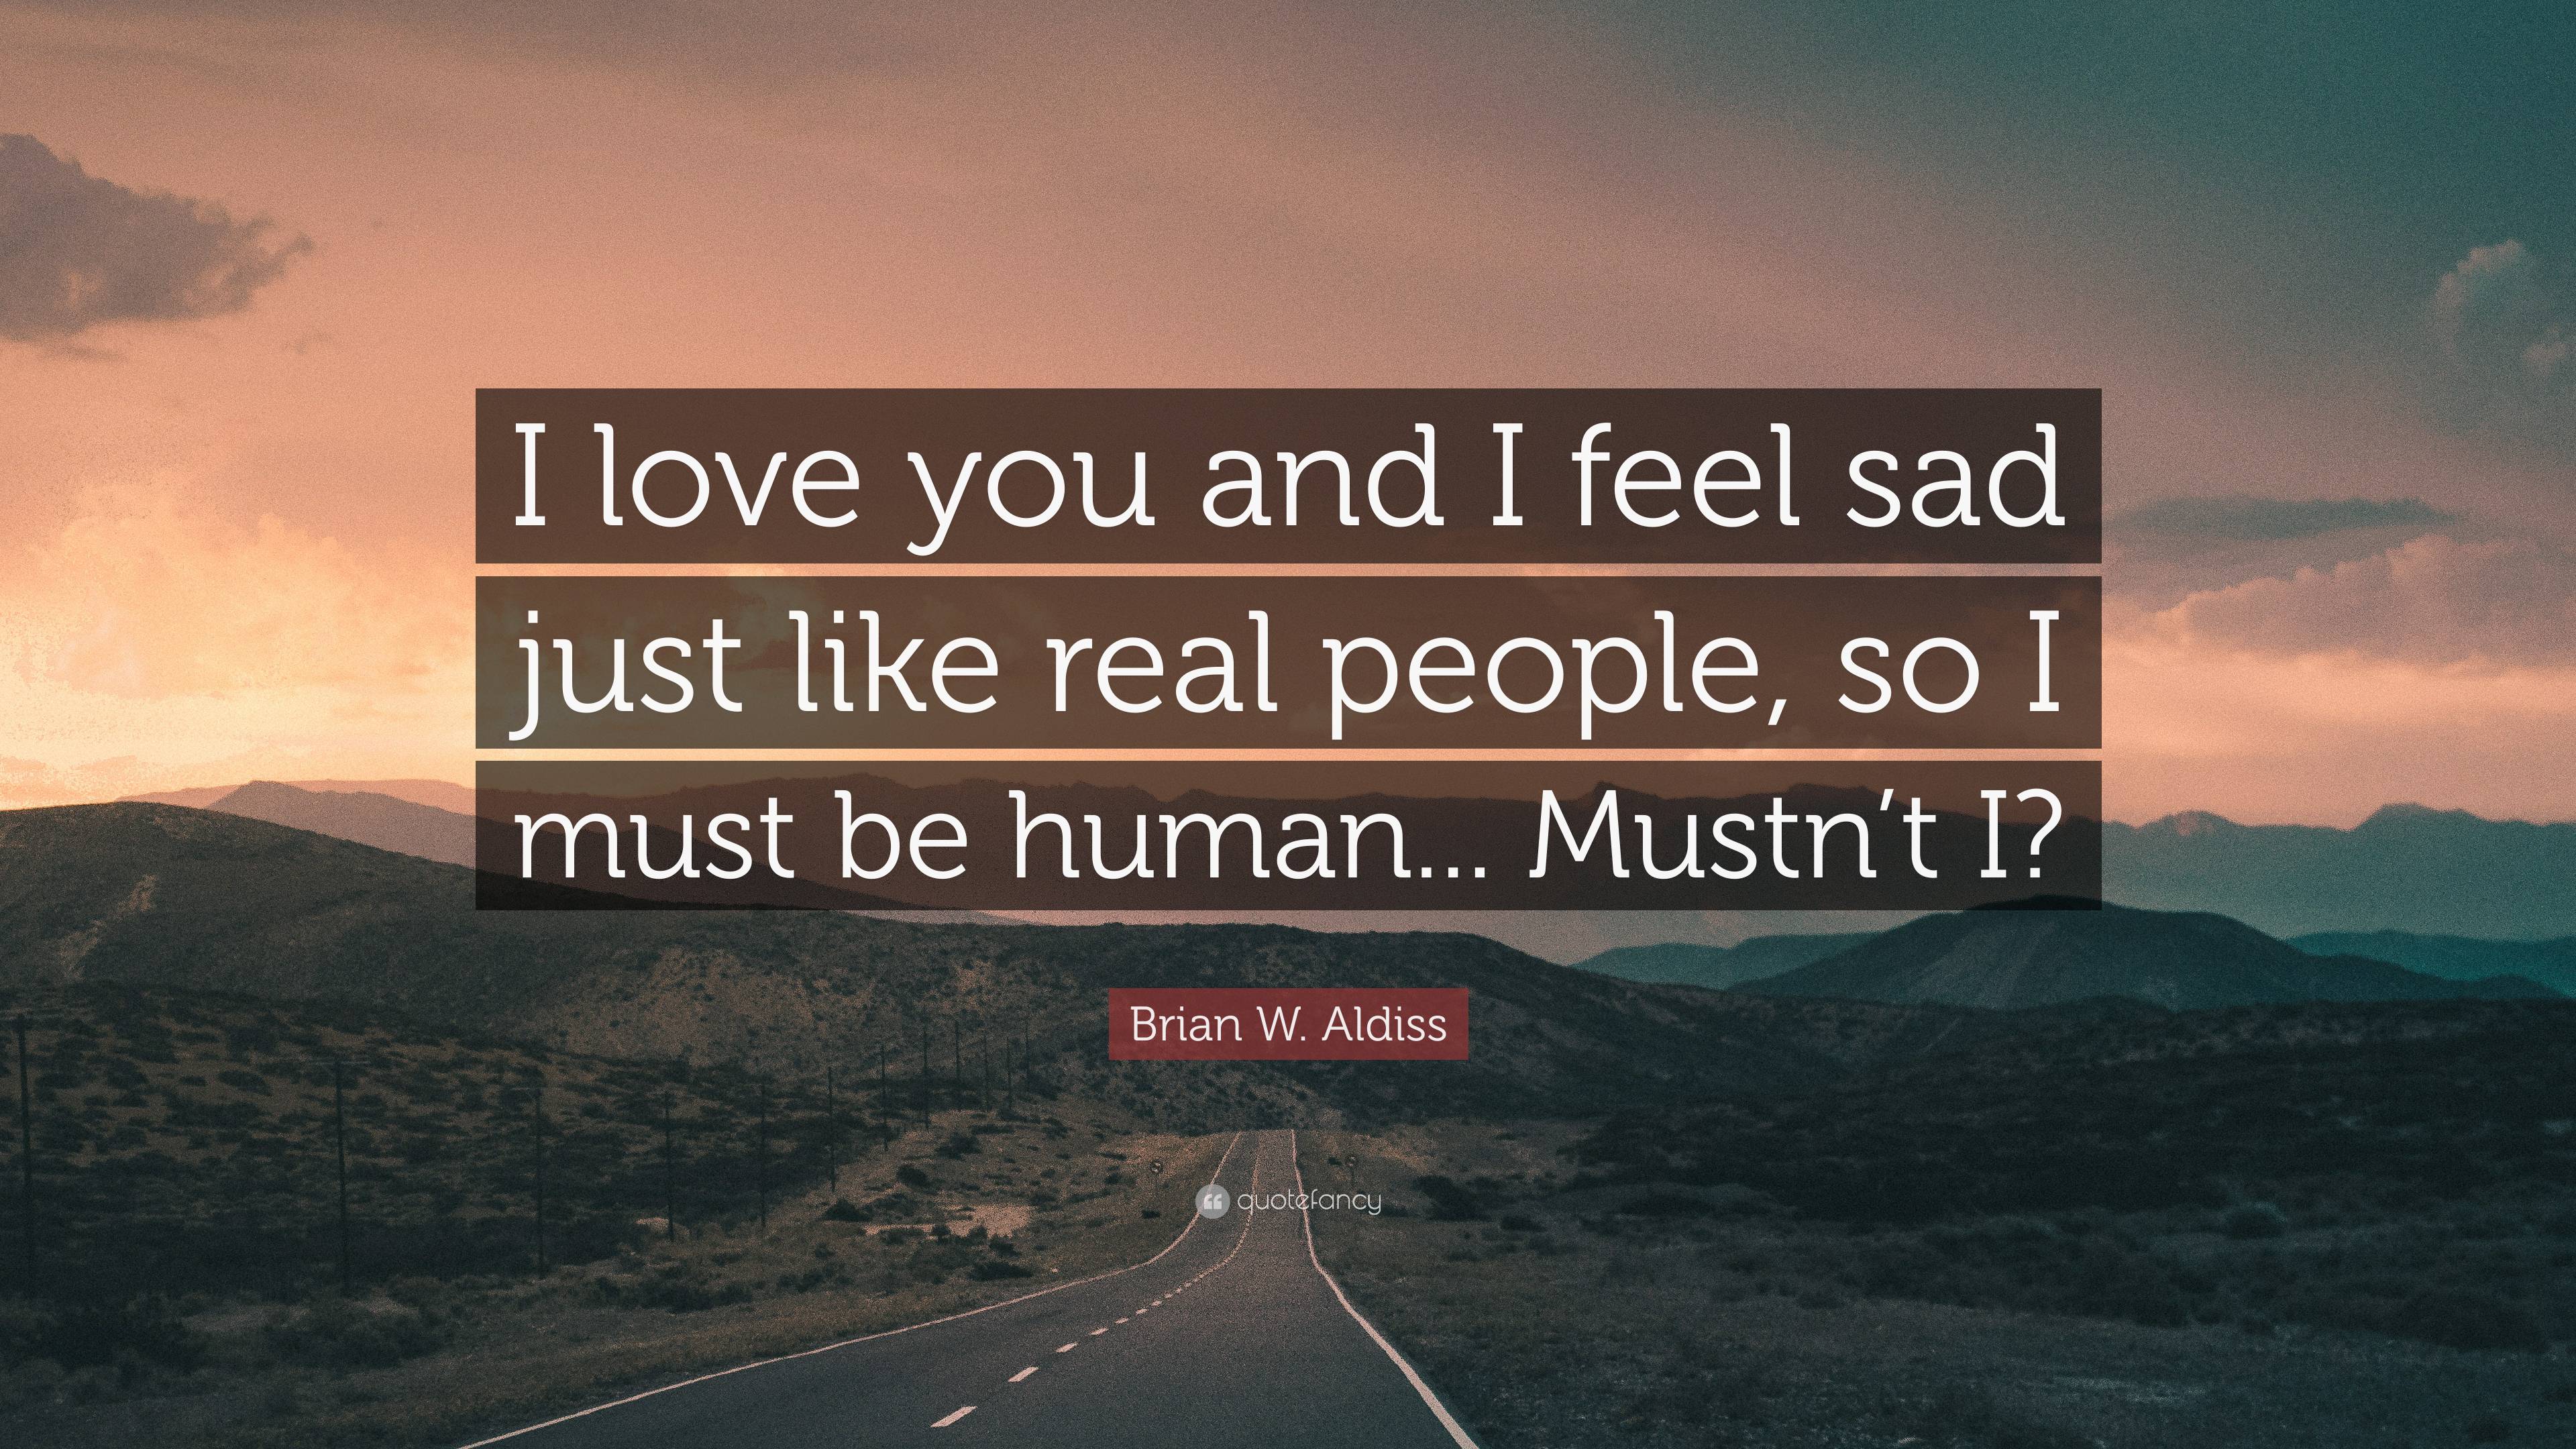 I love you and I feel sad
just like real people, so I
must be human... Mustn’t I?
Brian W. Aldiss
quotefancy